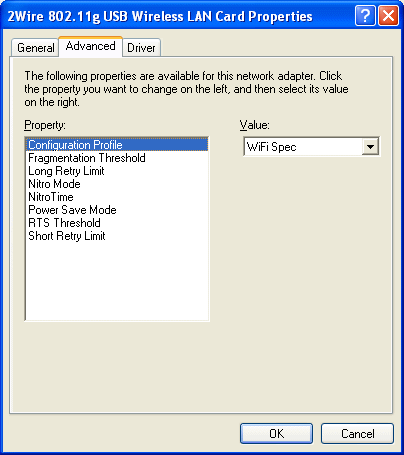 2Wire 802.11g USB Wireless LAN Card Properties
General Advanced Driver
The following properties are available for this network adapter. Click
the property you want to change on the left, and then select its value
on the right.
Property: Value:
Configuration Profile WiFi Spec
Fragmentation Threshold
Long Retry Limit
Nitro Mode
NitroTime
Power Save Mode
RTS Threshold
Short Retry Limit
OK Cancel